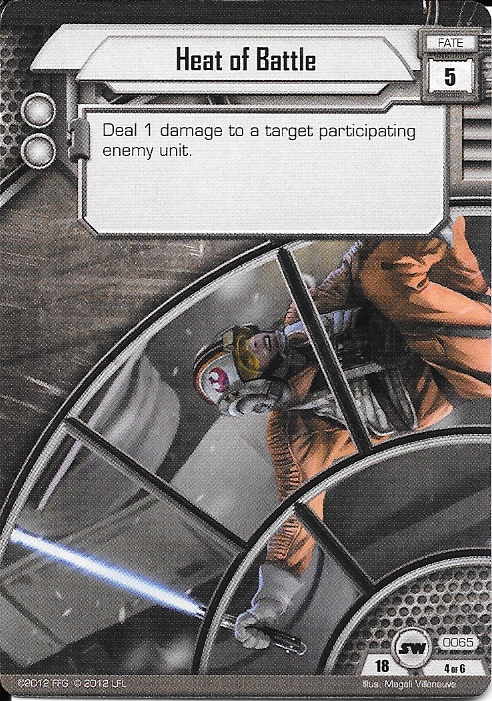 Heat of Battle
FATE
5
Deal 1 damage to a target participating
enemy unit.
SW
0065
18
4 of 6
©2012 FFG © 2012 LFL
Illus. Magali Villeneuve